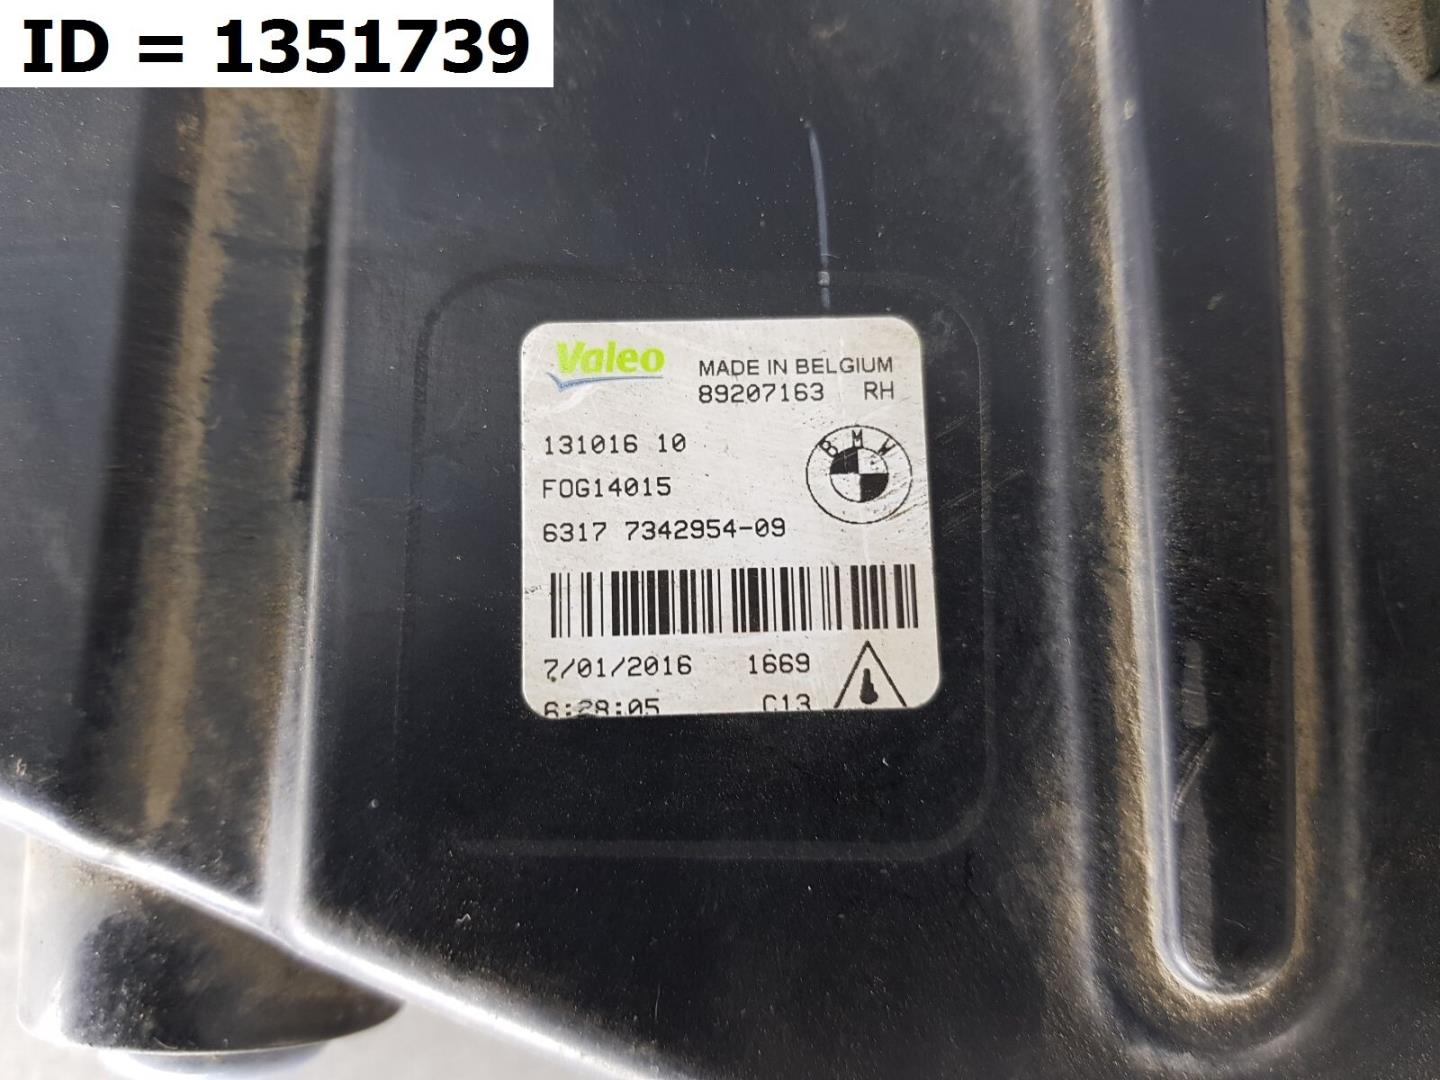 ID = 1351739
Valeo
MADE IN BELGIUM
89207163 RH
131016 10
FOG14015
BMW
6317 7342954-09
7/01/2016 1669
6:28:05 C13